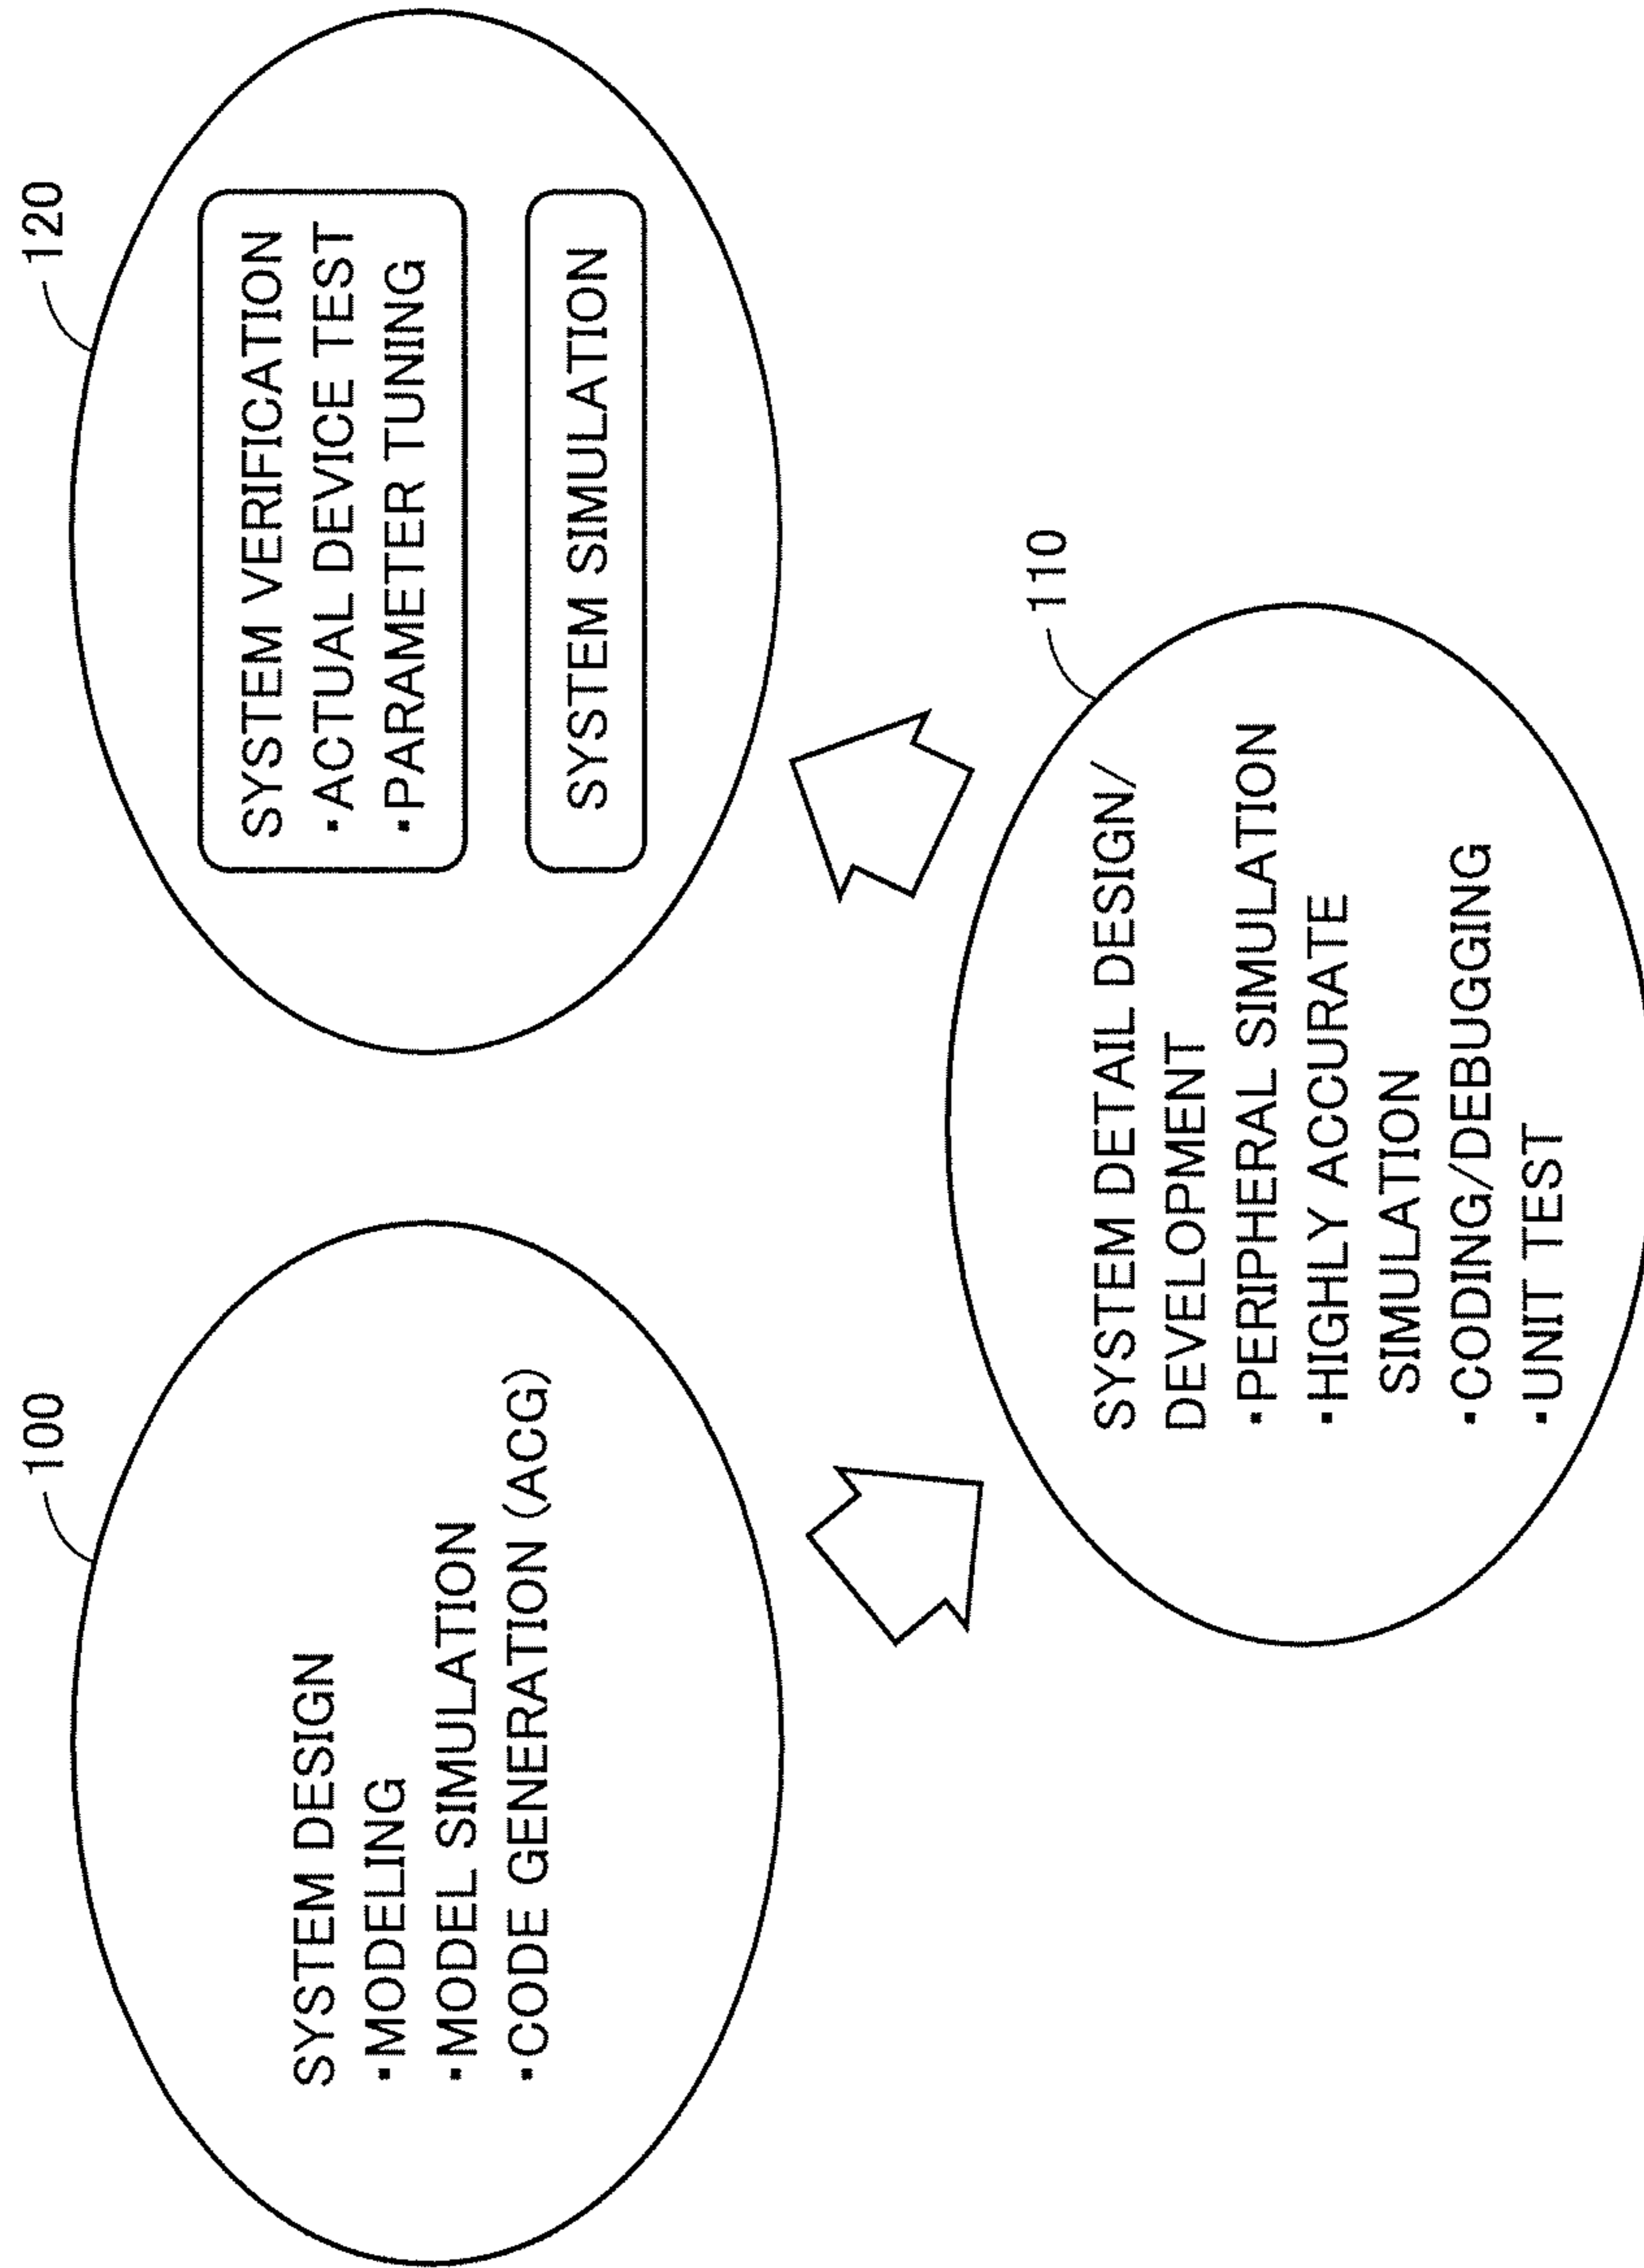 100
SYSTEM DESIGN
・MODELING
・MODEL SIMULATION
・CODE GENERATION (ACG)
120
SYSTEM VERIFICATION
・ACTUAL DEVICE TEST
・PARAMETER TUNING
SYSTEM SIMULATION
110
SYSTEM DETAIL DESIGN/
DEVELOPMENT
・PERIPHERAL SIMULATION
・HIGHLY ACCURATE
SIMULATION
・CODING/DEBUGGING
・UNIT TEST